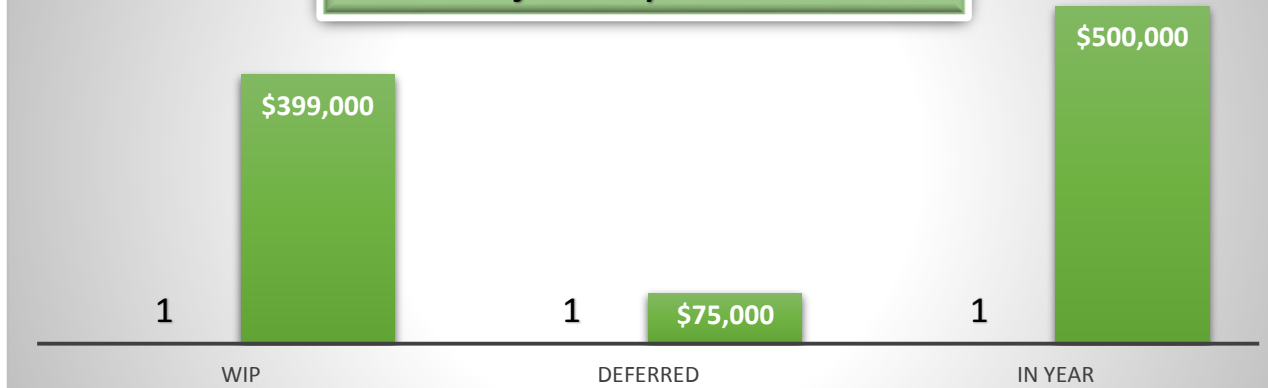 $500,000
$399,000
1
1
$75,000
1
WIP
DEFERRED
IN YEAR